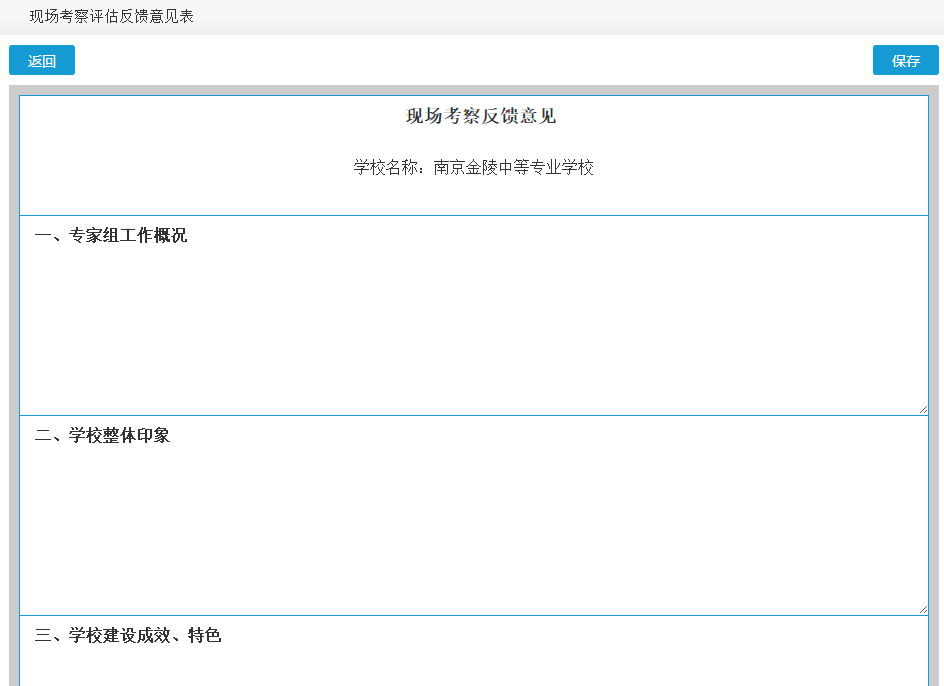 现场考察评估反馈意见表
返回
保存
现场考察反馈意见
学校名称：南京金陵中等专业学校
一、专家组工作概况
二、学校整体印象
三、学校建设成效、特色